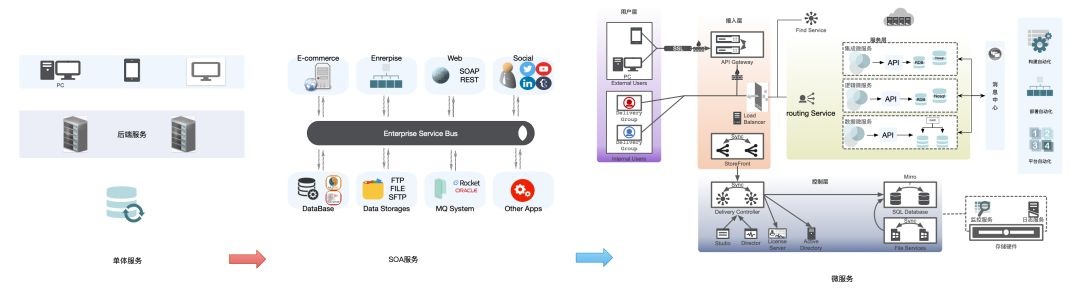 PC
后端服务
单体服务
E-commerce
Enrerpise
Web
Social
SOAP
REST
Enterprise Service Bus
FTP
FILE
SFTP
Rocket
ORACLE
DataBase
Data Storages
MQ System
Other Apps
SOA服务
用户层
PC
External Users
Delivery
Group
Delivery
Group
Internal Users
SSL
接入层
API Gateway
Load
Balancer
Sync
StoreFront
Find Service
routing Service
服务层
集成微服务
API
逻辑微服务
API
Nosql
数据微服务
API
消息中心
构建自动化
部署自动化
1 2
3 4
平台自动化
控制层
Sync
Delivery Controller
Studio
Director
License
Server
Active
Directory
Mirro
SQL Database
Sync
File Services
监控服务
日志服务
存储硬件
微服务